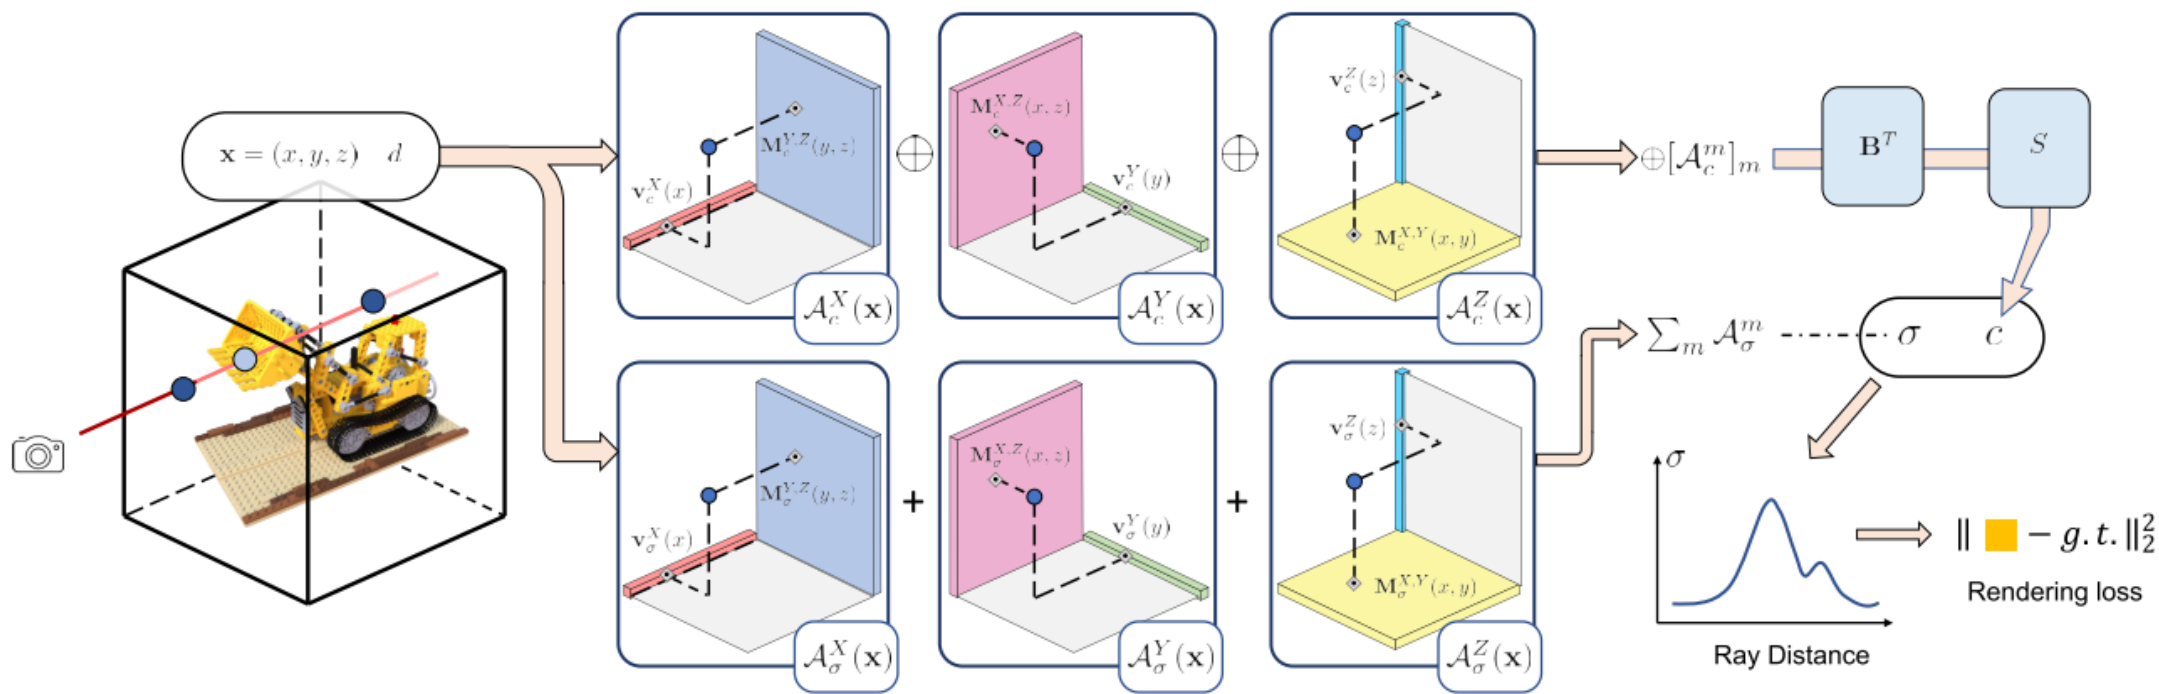 x = (x, y, z) d
M_c^{Y,Z}(y, z)
v_c^X(x)
A_c^X(x)
⊕
M_c^{X,Z}(x, z)
v_c^Y(y)
A_c^Y(x)
⊕
v_c^Z(z)
M_c^{X,Y}(x, y)
A_c^Z(x)
⊕[A_c^m]_m
B^T
S
M_σ^{Y,Z}(y, z)
v_σ^X(x)
A_σ^X(x)
+
M_σ^{X,Z}(x, z)
v_σ^Y(y)
A_σ^Y(x)
+
v_σ^Z(z)
M_σ^{X,Y}(x, y)
A_σ^Z(x)
∑_m A_σ^m
σ c
σ
Ray Distance
‖ − g.t.‖_2^2
Rendering loss